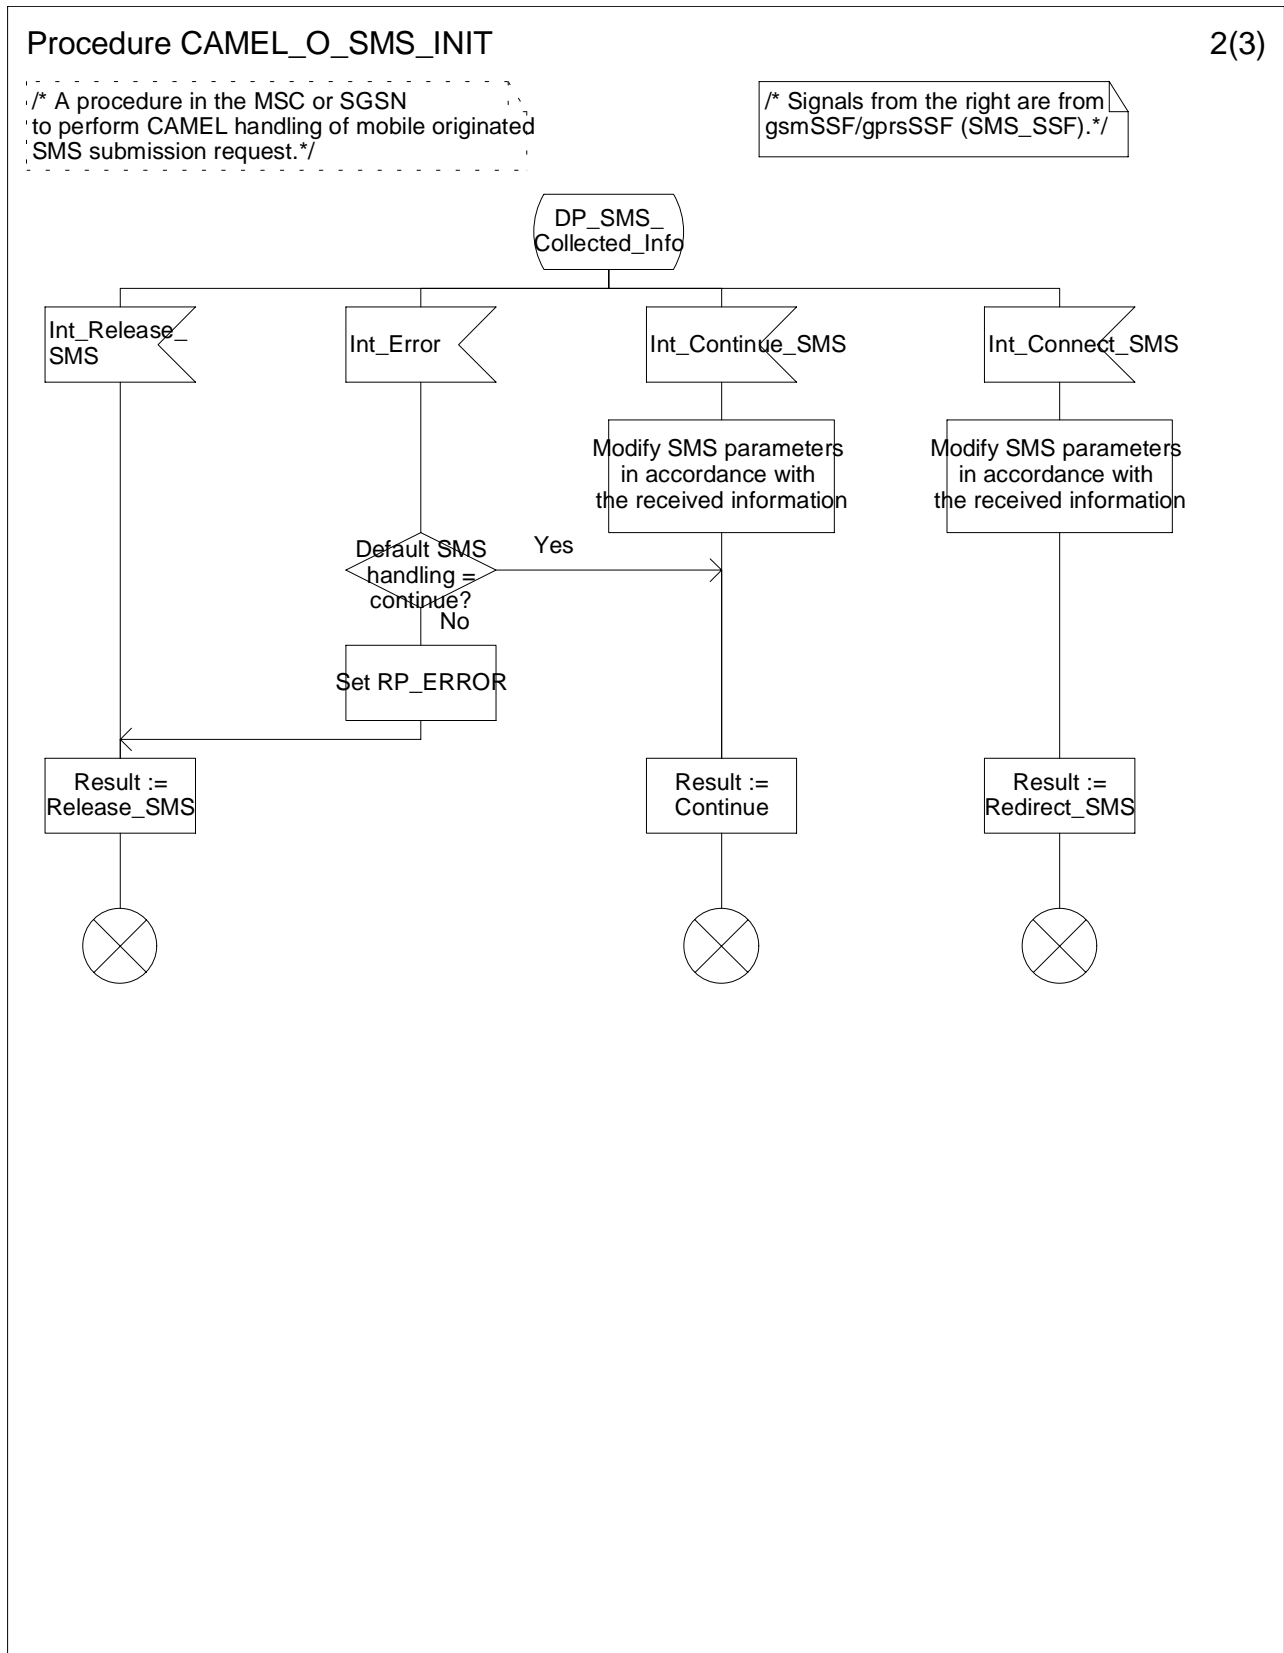 Procedure CAMEL_O_SMS_INIT
2(3)
/* A procedure in the MSC or SGSN
to perform CAMEL handling of mobile originated
SMS submission request.*/
/* Signals from the right are from
gsmSSF/gprsSSF (SMS_SSF).*/
DP_SMS_
Collected_Info
Int_Release_
SMS
Int_Error
Int_Continue_SMS
Int_Connect_SMS
Modify SMS parameters
in accordance with
the received information
Modify SMS parameters
in accordance with
the received information
Default SMS
handling =
continue?
Yes
No
Set RP_ERROR
Result :=
Release_SMS
Result :=
Continue
Result :=
Redirect_SMS